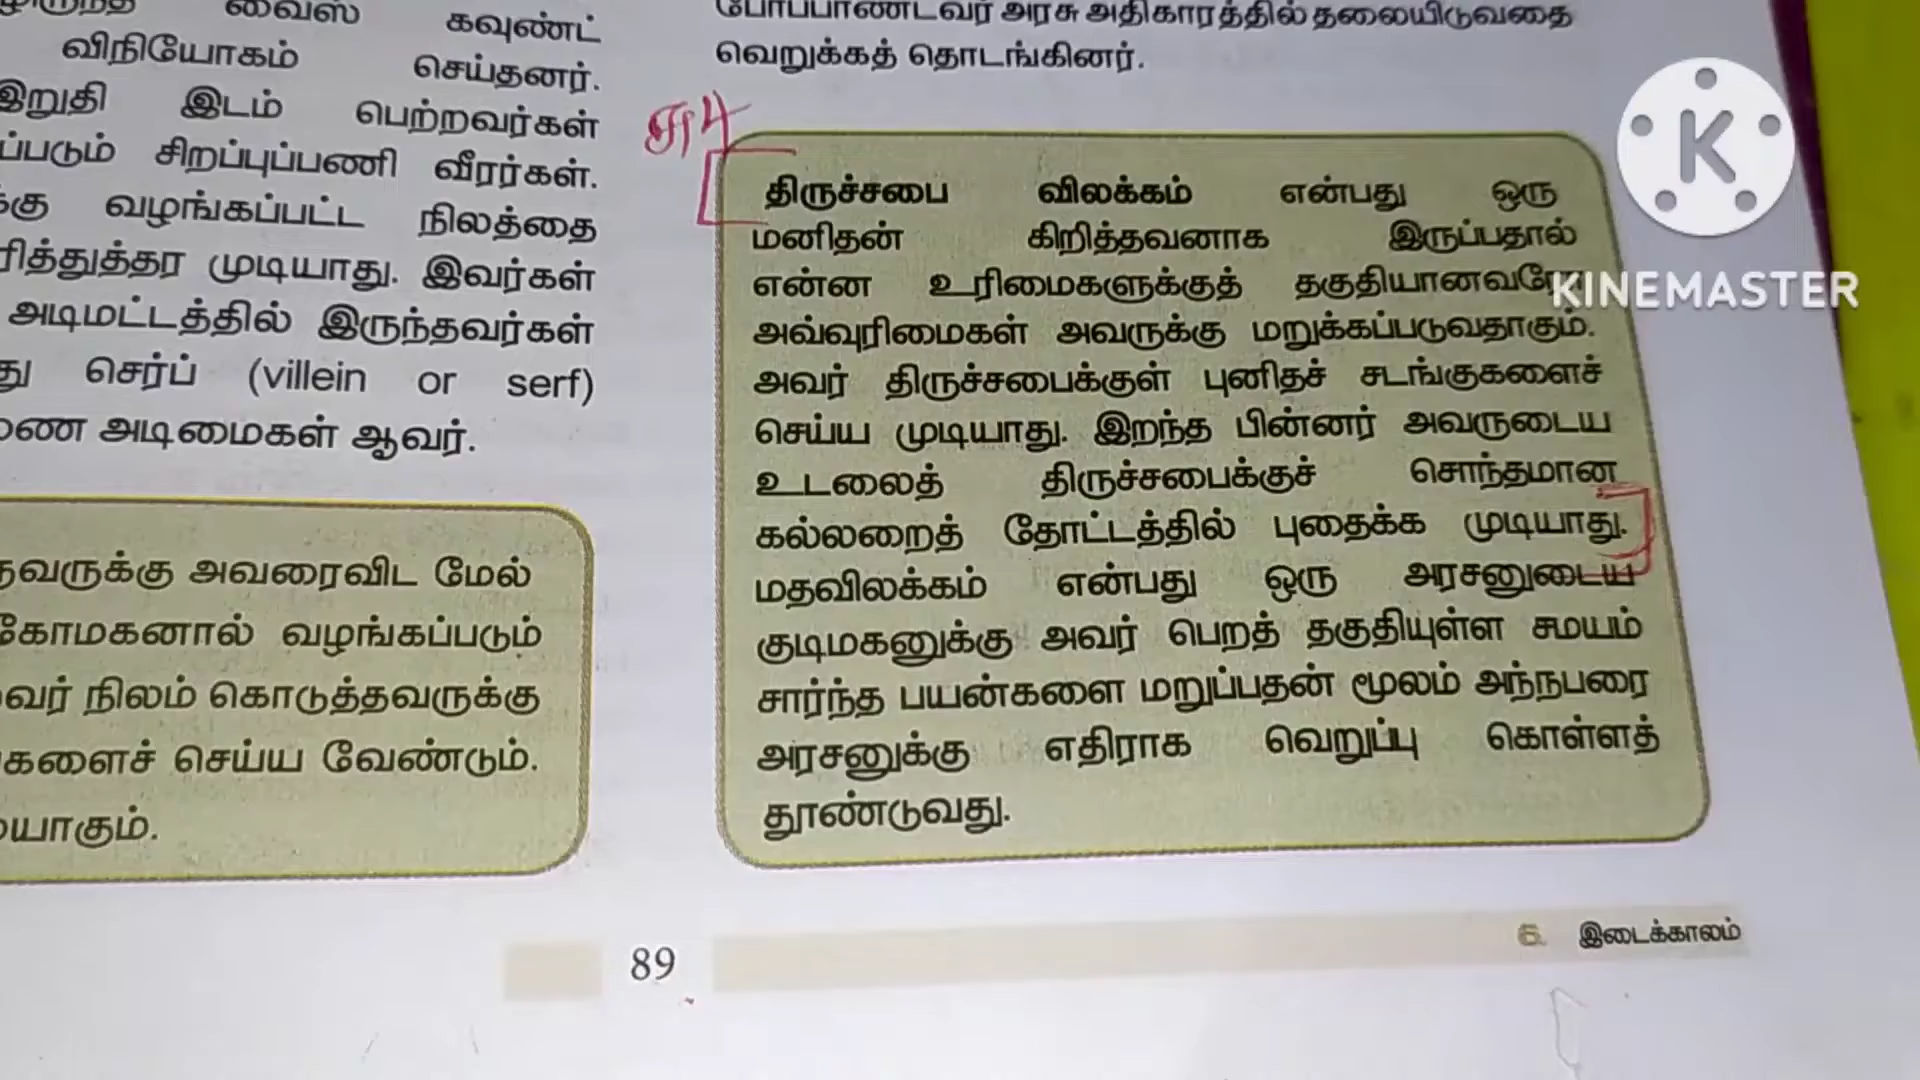 வைஸ் கவுண்ட்
விநியோகம் செய்தனர்.
இறுதி இடம் பெற்றவர்கள்
சிறப்புப்பணி வீரர்கள்.
வழங்கப்பட்ட நிலத்தை
முடியாது. இவர்கள்
அடிமட்டத்தில் இருந்தவர்கள்
செர்ப் (villein or serf)
அடிமைகள் ஆவர்.
அவரைவிட மேல்
கோமகனால் வழங்கப்படும்
நிலம் கொடுத்தவருக்கு
செய்ய வேண்டும்.
போப்பாண்டவர் அரசு அதிகாரத்தில் தலையிடுவதை
வெறுக்கத் தொடங்கினர்.
திருச்சபை விலக்கம் என்பது ஒரு
மனிதன் கிறித்தவனாக இருப்பதால்
என்ன உரிமைகளுக்குத்
அவ்வுரிமைகள் அவருக்கு மறுக்கப்படுவதாகும்.
அவர் திருச்சபைக்குள் புனிதச் சடங்குகளைச்
செய்ய முடியாது. இறந்த பின்னர் அவருடைய
உடலைத் திருச்சபைக்குச் சொந்தமான
கல்லறைத் தோட்டத்தில் புதைக்க முடியாது.
மதவிலக்கம் என்பது ஒரு அரசனுடைய
குடிமகனுக்கு அவர் பெறத் தகுதியுள்ள சமயம்
சார்ந்த பயன்களை மறுப்பதன் மூலம் அந்நபரை
அரசனுக்கு எதிராக வெறுப்பு கொள்ளத்
தூண்டுவது.
K
KINEMASTER
89
6. இடைக்காலம்